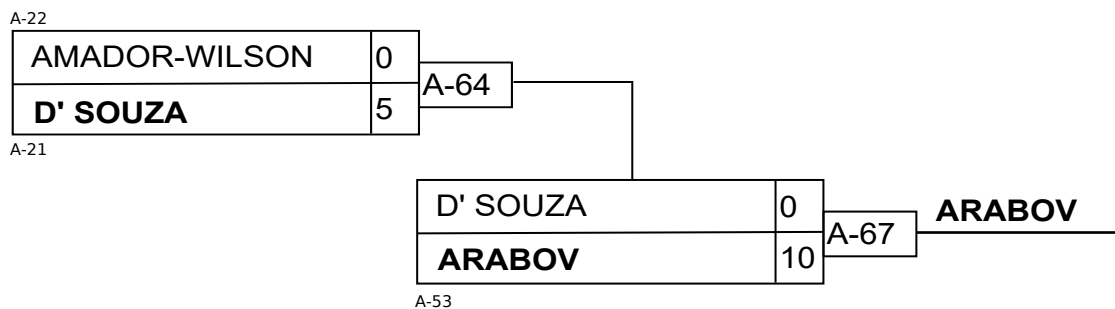 A-22
AMADOR-WILSON 0
A-64
D' SOUZA 5
A-21
D' SOUZA 0
ARABOV
A-67
ARABOV 10
A-53